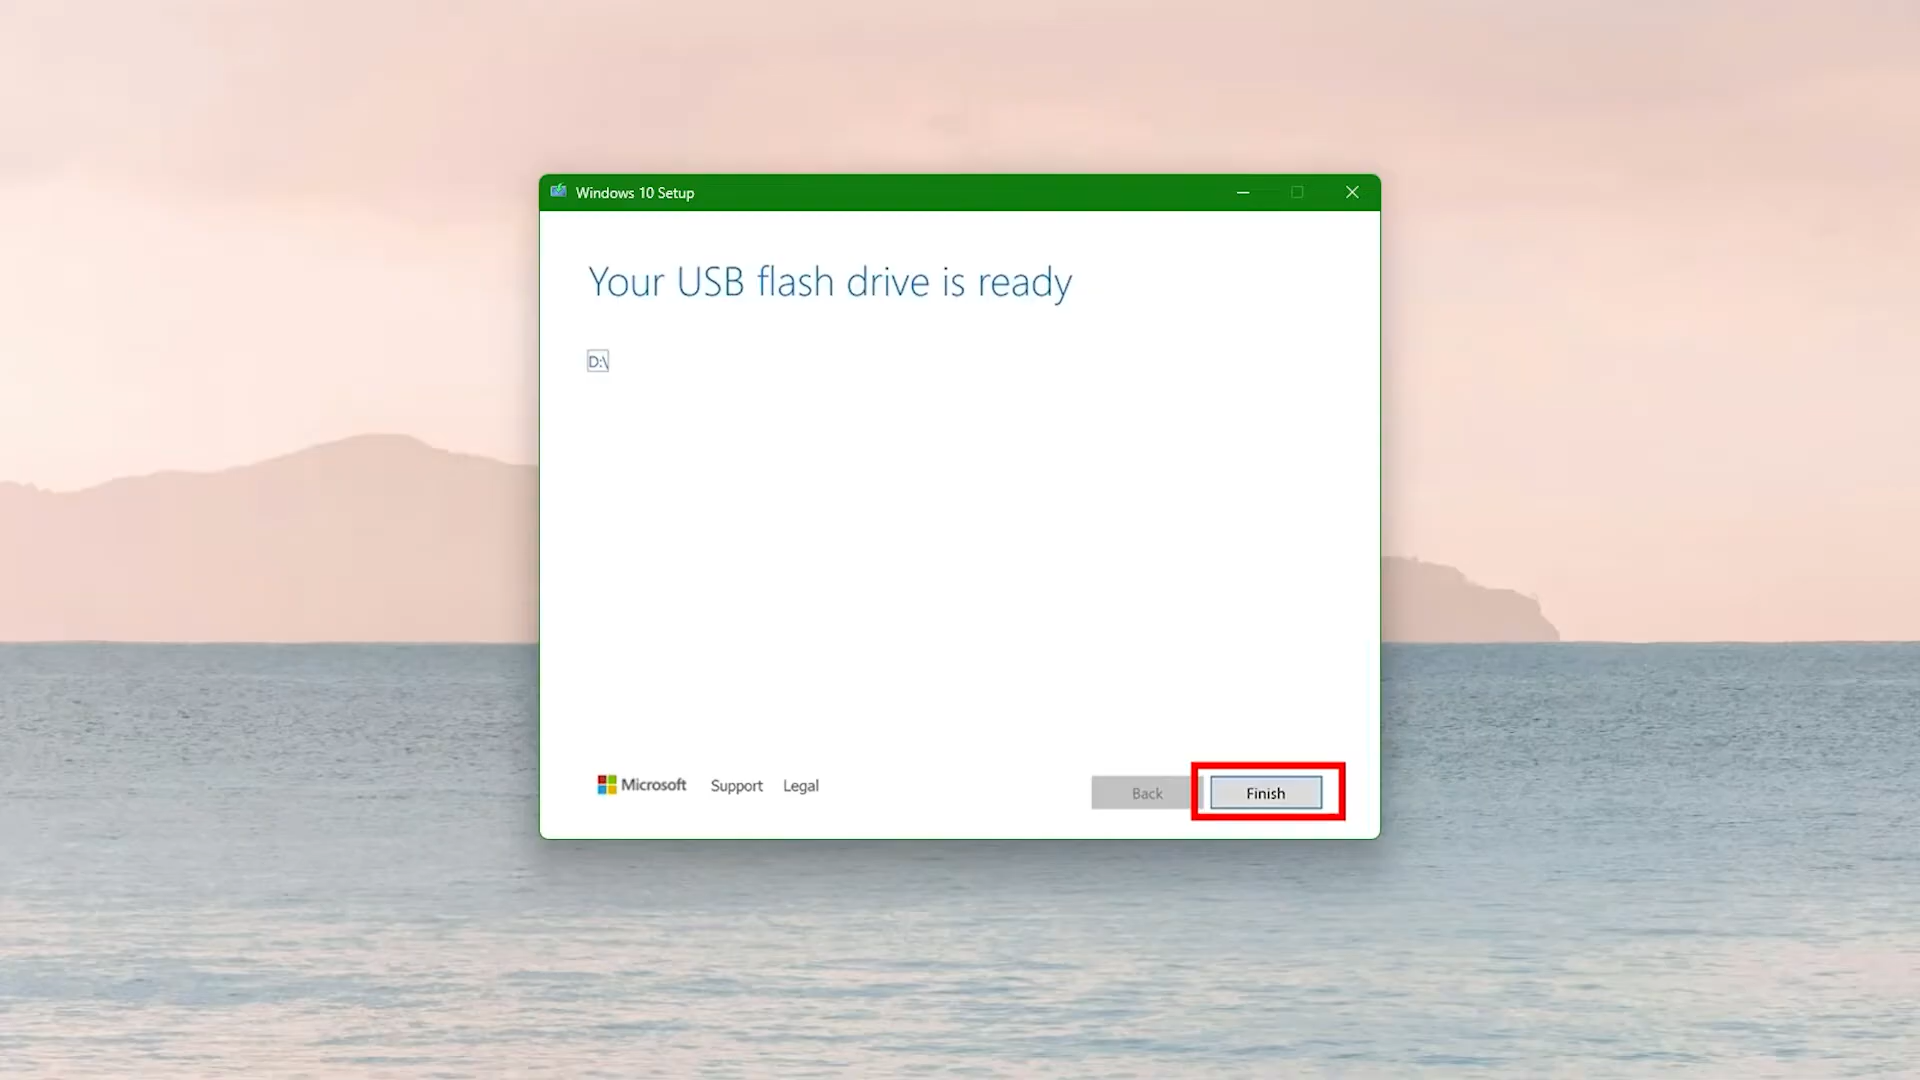 Windows 10 Setup
Your USB flash drive is ready
D:\
Microsoft Support Legal
Back Finish